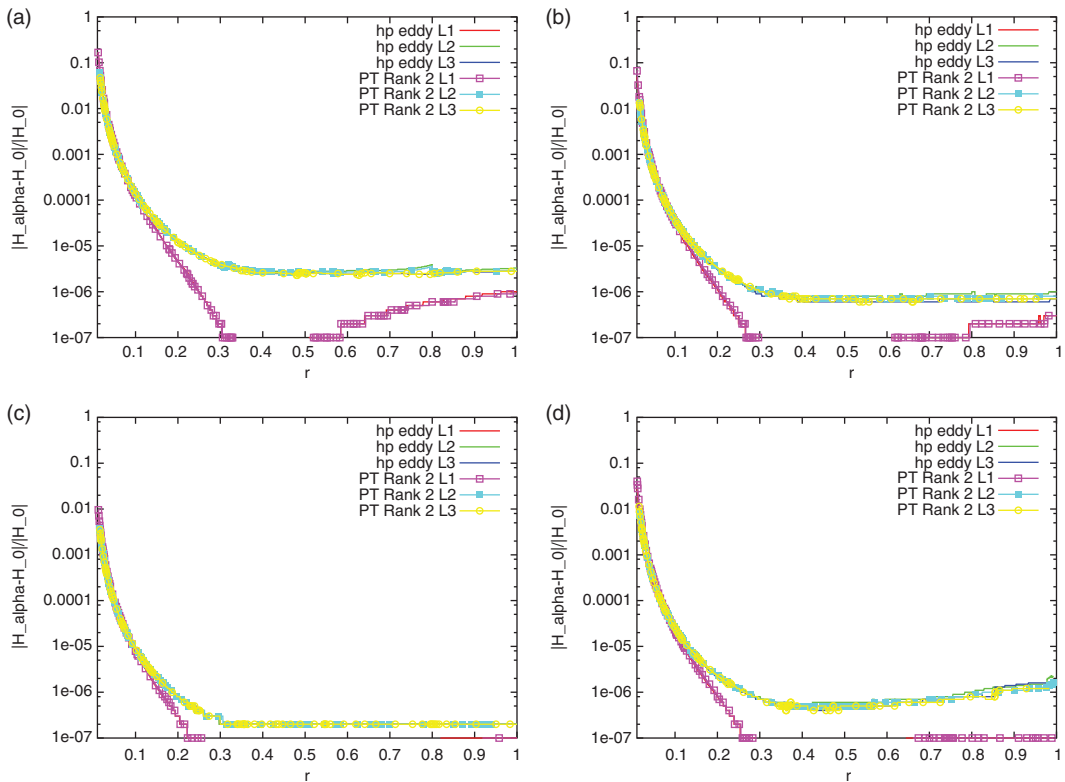 (a)
1
0.1
0.01
0.001
0.0001
1e-05
1e-06
1e-07
|H_alpha-H_0|/|H_0|
hp eddy L1
hp eddy L2
hp eddy L3
PT Rank 2 L1
PT Rank 2 L2
PT Rank 2 L3
0.1 0.2 0.3 0.4 0.5 0.6 0.7 0.8 0.9 1
r
(b)
1
0.1
0.01
0.001
0.0001
1e-05
1e-06
1e-07
|H_alpha-H_0|/|H_0|
hp eddy L1
hp eddy L2
hp eddy L3
PT Rank 2 L1
PT Rank 2 L2
PT Rank 2 L3
0.1 0.2 0.3 0.4 0.5 0.6 0.7 0.8 0.9 1
r
(c)
1
0.1
0.01
0.001
0.0001
1e-05
1e-06
1e-07
|H_alpha-H_0|/|H_0|
hp eddy L1
hp eddy L2
hp eddy L3
PT Rank 2 L1
PT Rank 2 L2
PT Rank 2 L3
0.1 0.2 0.3 0.4 0.5 0.6 0.7 0.8 0.9 1
r
(d)
1
0.1
0.01
0.001
0.0001
1e-05
1e-06
1e-07
|H_alpha-H_0|/|H_0|
hp eddy L1
hp eddy L2
hp eddy L3
PT Rank 2 L1
PT Rank 2 L2
PT Rank 2 L3
0.1 0.2 0.3 0.4 0.5 0.6 0.7 0.8 0.9 1
r